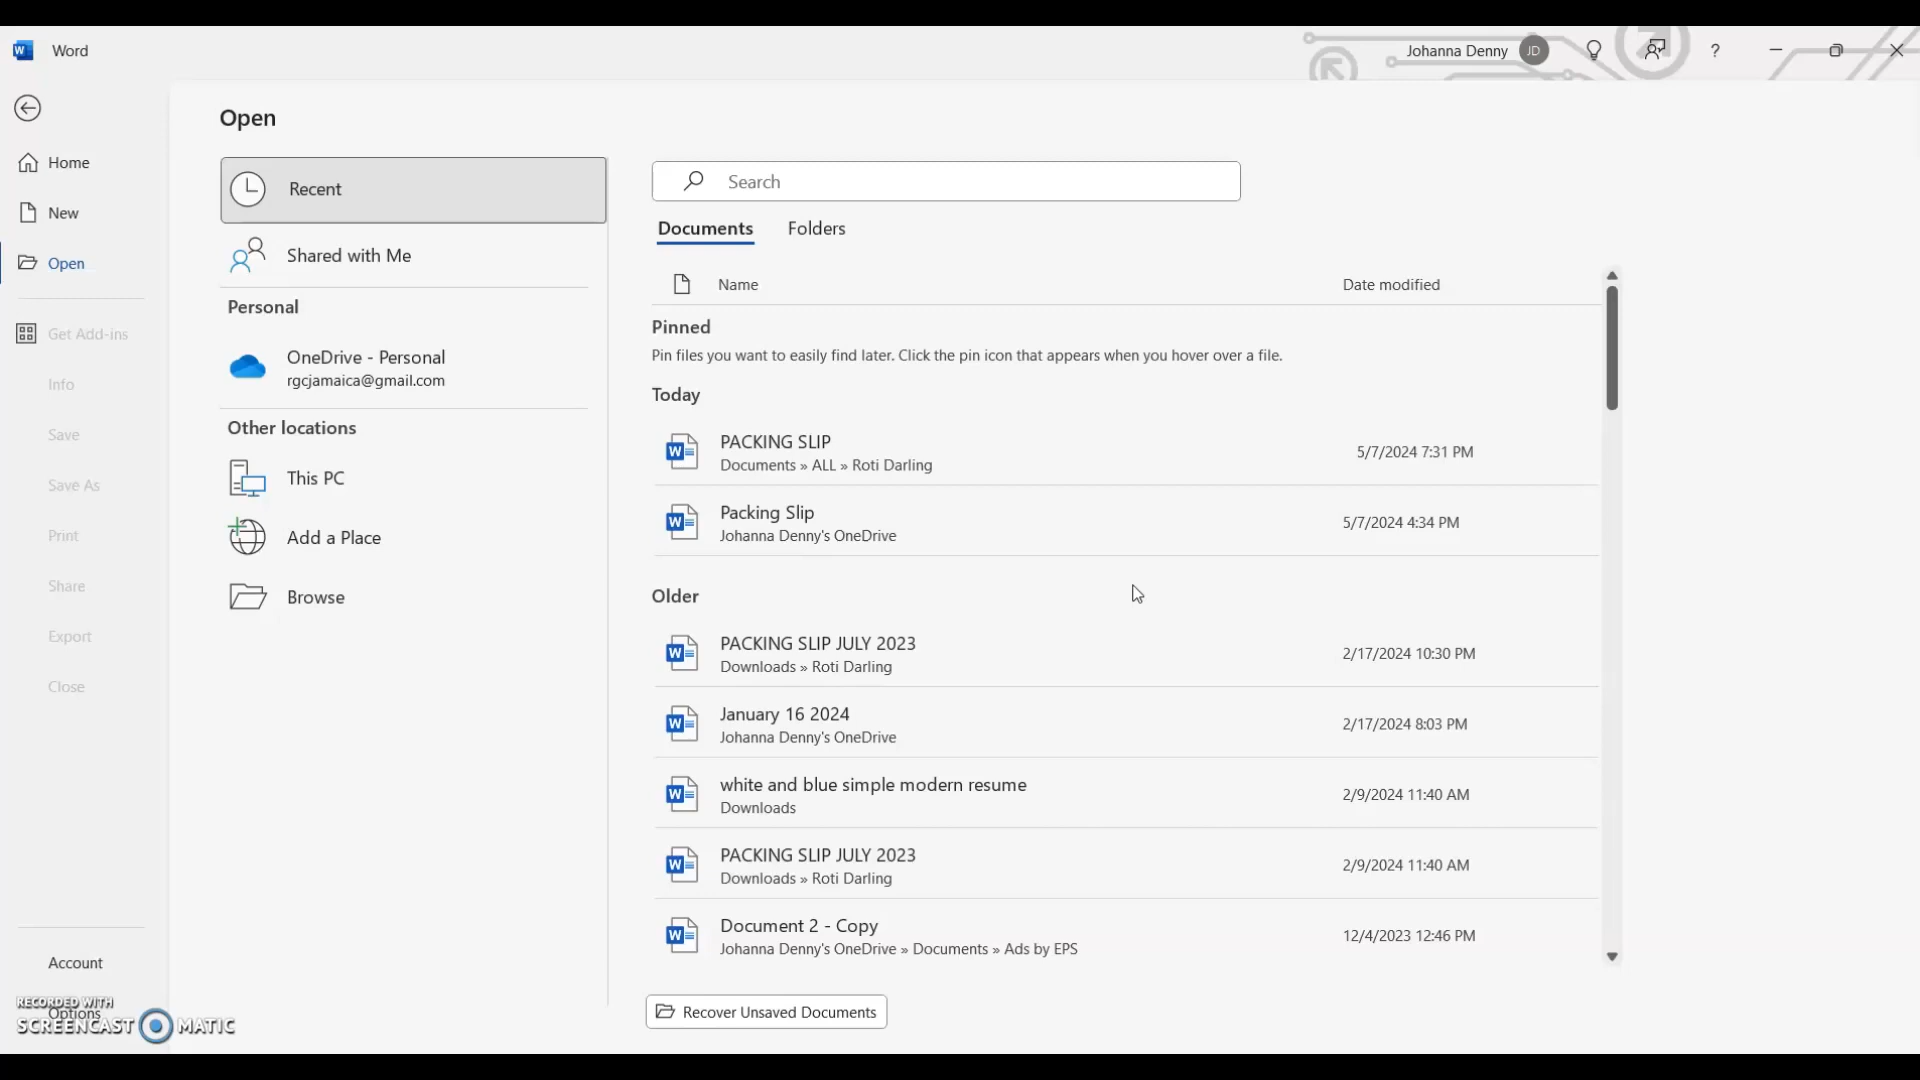 Word
Johanna Denny JD ?
Open
Home
New
Open
Get Add-ins
Info
Save
Save As
Print
Share
Export
Close
Account
Options
RECORDED WITH
SCREENCAST MATIC
Recent
Shared with Me
Personal
OneDrive - Personal
rgcjamaica@gmail.com
Other locations
This PC
Add a Place
Browse
Search
Documents Folders
Name Date modified
Pinned
Pin files you want to easily find later. Click the pin icon that appears when you hover over a file.
Today
PACKING SLIP 5/7/2024 7:31 PM
Documents » ALL » Roti Darling
Packing Slip 5/7/2024 4:34 PM
Johanna Denny's OneDrive
Older
PACKING SLIP JULY 2023 2/17/2024 10:30 PM
Downloads » Roti Darling
January 16 2024 2/17/2024 8:03 PM
Johanna Denny's OneDrive
white and blue simple modern resume 2/9/2024 11:40 AM
Downloads
PACKING SLIP JULY 2023 2/9/2024 11:40 AM
Downloads » Roti Darling
Document 2 - Copy 12/4/2023 12:46 PM
Johanna Denny's OneDrive » Documents » Ads by EPS
Recover Unsaved Documents